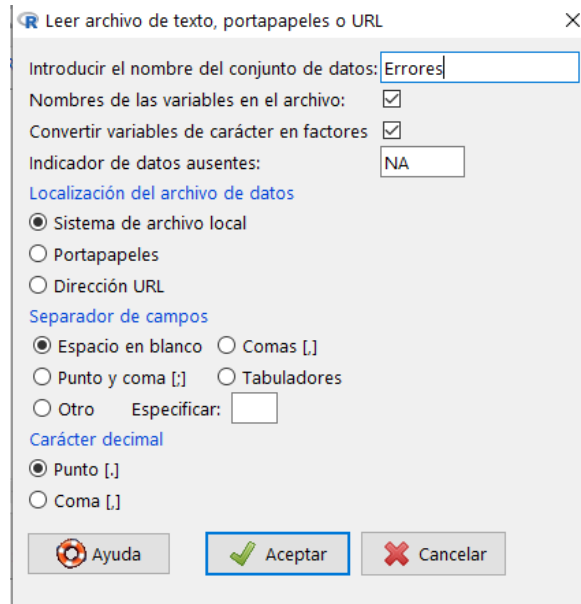 R Leer archivo de texto, portapapeles o URL
Introducir el nombre del conjunto de datos: Errores
Nombres de las variables en el archivo:
Convertir variables de carácter en factores
Indicador de datos ausentes: NA
Localización del archivo de datos
Sistema de archivo local
Portapapeles
Dirección URL
Separador de campos
Espacio en blanco Comas [,]
Punto y coma [;] Tabuladores
Otro Especificar:
Carácter decimal
Punto [.]
Coma [,]
Ayuda Aceptar Cancelar